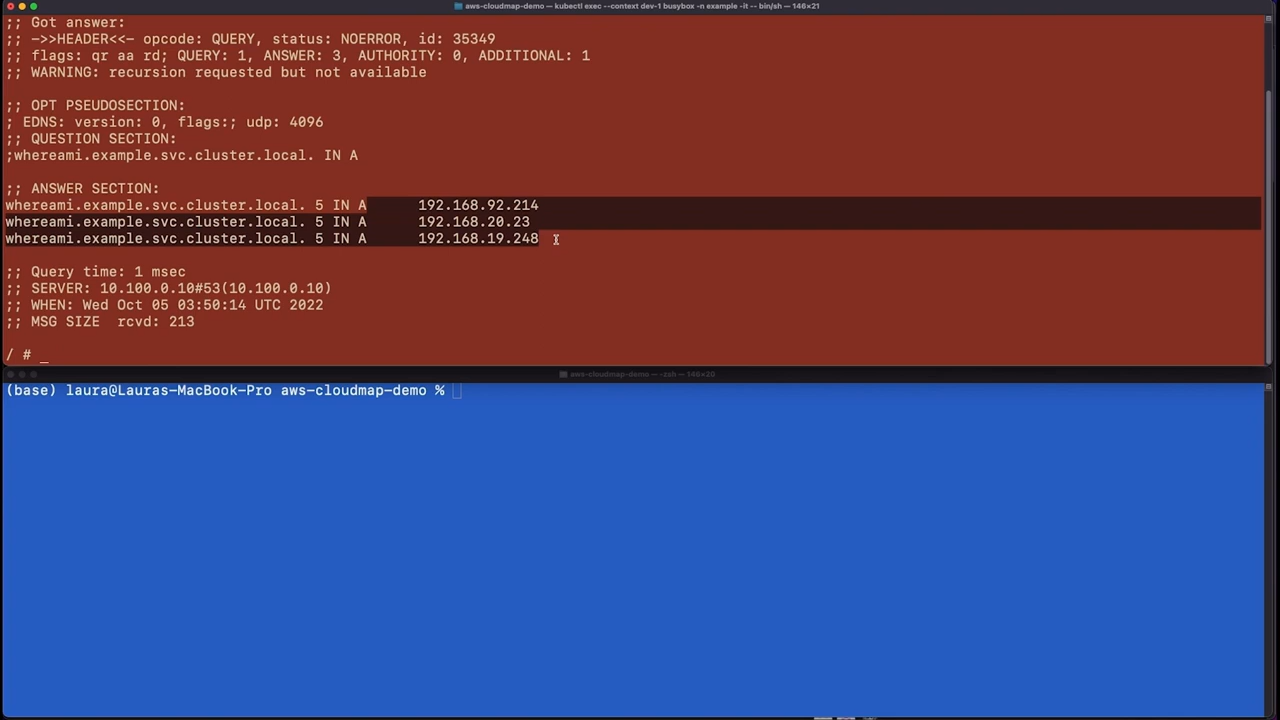 aws-cloudmap-demo — kubectl exec --context dev-1 busybox -n example -it -- bin/sh — 146×21
;; Got answer:
;; ->>HEADER<<- opcode: QUERY, status: NOERROR, id: 35349
;; flags: qr aa rd; QUERY: 1, ANSWER: 3, AUTHORITY: 0, ADDITIONAL: 1
;; WARNING: recursion requested but not available
;; OPT PSEUDOSECTION:
; EDNS: version: 0, flags:; udp: 4096
;; QUESTION SECTION:
;whereami.example.svc.cluster.local. IN A
;; ANSWER SECTION:
whereami.example.svc.cluster.local. 5 IN A 192.168.92.214
whereami.example.svc.cluster.local. 5 IN A 192.168.20.23
whereami.example.svc.cluster.local. 5 IN A 192.168.19.248
;; Query time: 1 msec
;; SERVER: 10.100.0.10#53(10.100.0.10)
;; WHEN: Wed Oct 05 03:50:14 UTC 2022
;; MSG SIZE rcvd: 213
/ # _
aws-cloudmap-demo — -zsh — 146×20
(base) laura@Lauras-MacBook-Pro aws-cloudmap-demo %